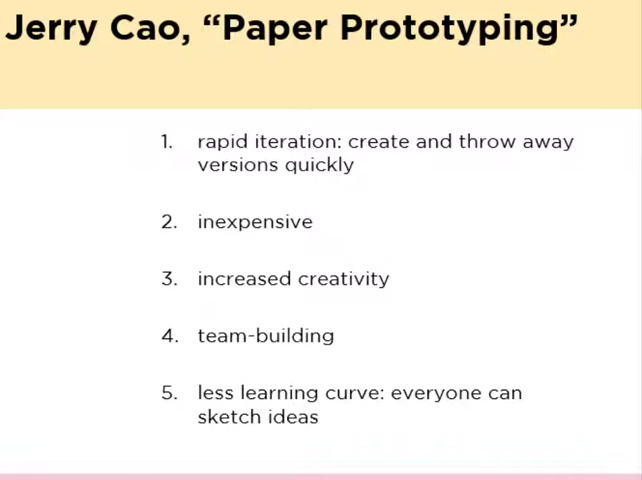 Jerry Cao, “Paper Prototyping”
1. rapid iteration: create and throw away
versions quickly
2. inexpensive
3. increased creativity
4. team-building
5. less learning curve: everyone can
sketch ideas